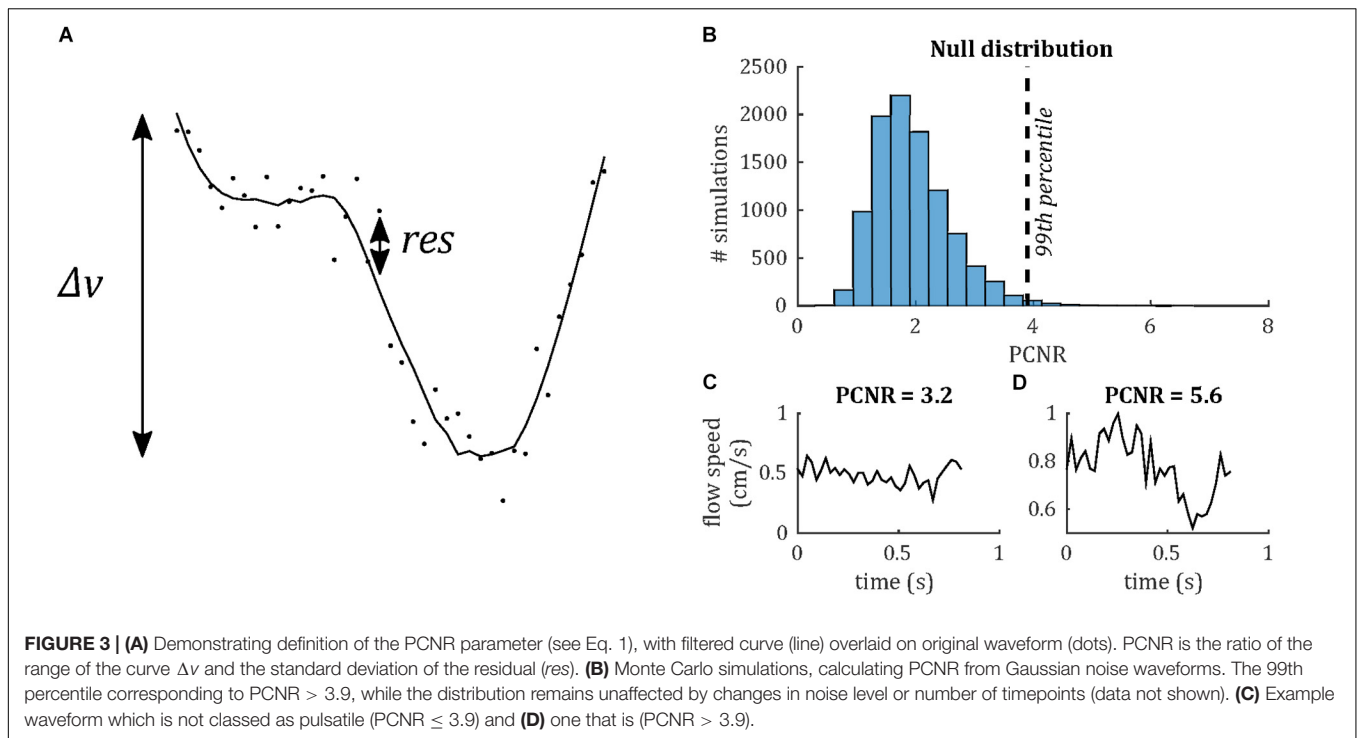 A
Δv
res
B
Null distribution
2500
2000
1500
1000
500
0
# simulations
99th percentile
0
2
4
6
8
PCNR
C
PCNR = 3.2
1
0.5
0
flow speed
(cm/s)
0
0.5
1
time (s)
D
PCNR = 5.6
1
0.8
0.6
0
0.5
1
time (s)
FIGURE 3 | (A) Demonstrating definition of the PCNR parameter (see Eq. 1), with filtered curve (line) overlaid on original waveform (dots). PCNR is the ratio of the
range of the curve Δv and the standard deviation of the residual (res). (B) Monte Carlo simulations, calculating PCNR from Gaussian noise waveforms. The 99th
percentile corresponding to PCNR > 3.9, while the distribution remains unaffected by changes in noise level or number of timepoints (data not shown). (C) Example
waveform which is not classed as pulsatile (PCNR ≤ 3.9) and (D) one that is (PCNR > 3.9).